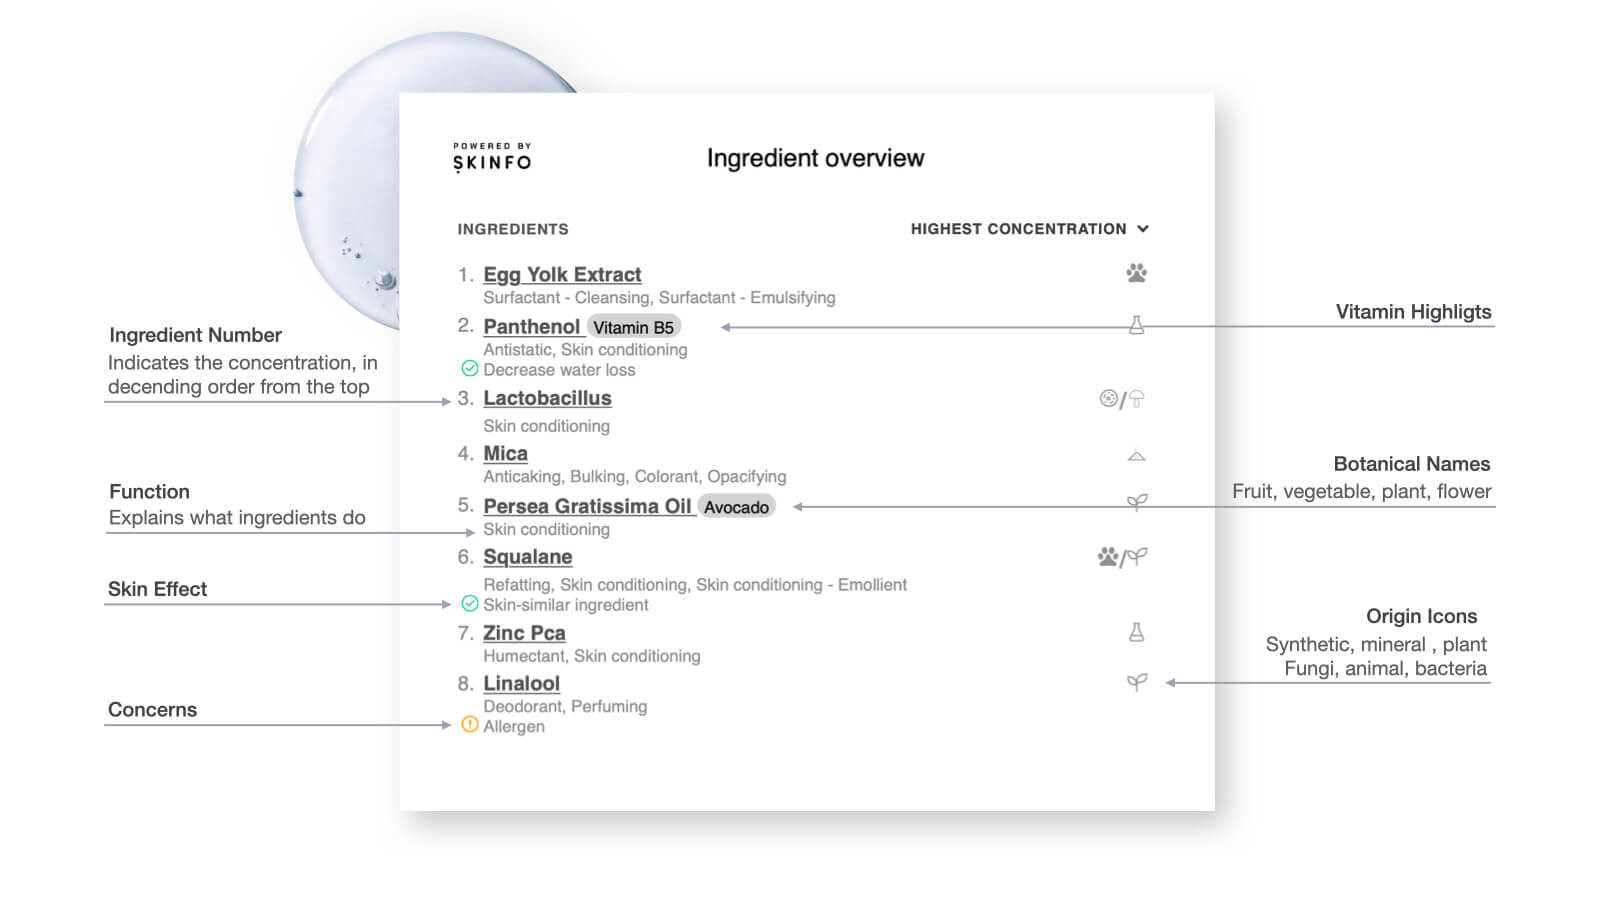 POWERED BY
SKINFO
Ingredient overview
INGREDIENTS
HIGHEST CONCENTRATION
1. Egg Yolk Extract
Surfactant - Cleansing, Surfactant - Emulsifying
2. Panthenol Vitamin B5
Antistatic, Skin conditioning
Decrease water loss
3. Lactobacillus
/
Skin conditioning
4. Mica
Anticaking, Bulking, Colorant, Opacifying
5. Persea Gratissima Oil Avocado
Skin conditioning
6. Squalane
/
Refatting, Skin conditioning, Skin conditioning - Emollient
Skin-similar ingredient
7. Zinc Pca
Humectant, Skin conditioning
8. Linalool
Deodorant, Perfuming
Allergen
Ingredient Number
Indicates the concentration, in
decending order from the top
Function
Explains what ingredients do
Skin Effect
Concerns
Vitamin Highligts
Botanical Names
Fruit, vegetable, plant, flower
Origin Icons
Synthetic, mineral , plant
Fungi, animal, bacteria